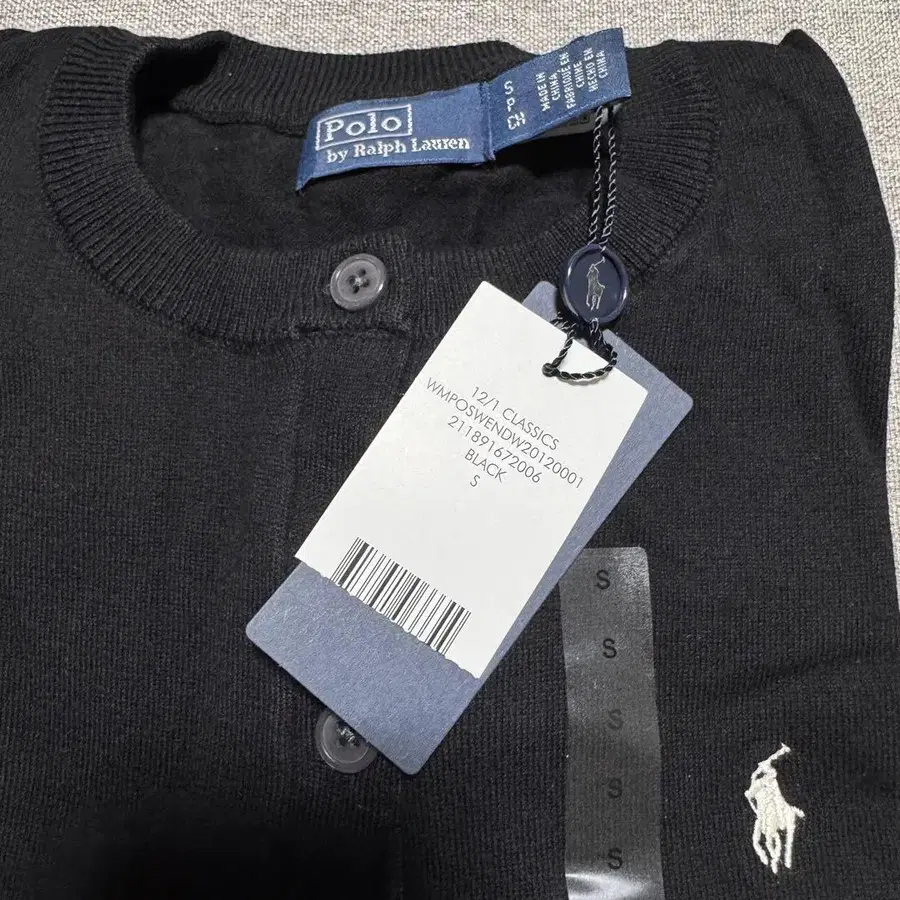 Polo
by Ralph Lauren
S
P
小
MADE IN
CHINA
FABRIQUÉ EN
CHINE
HECHO EN
CHINA
12/1 CLASSICS
WMPOSWENDW20120001
211891672006
BLACK
S
S
S
S
S
S